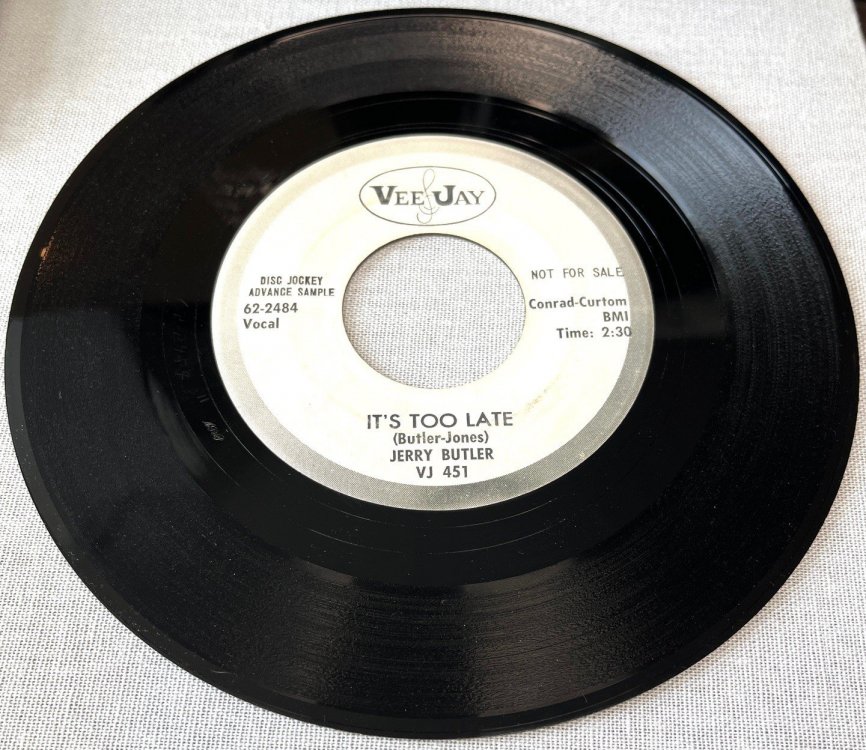 VEE JAY
DISC JOCKEY
ADVANCE SAMPLE
62-2484
Vocal
NOT FOR SALE
Conrad-Curtom
BMI
Time: 2:30
IT'S TOO LATE
(Butler-Jones)
JERRY BUTLER
VJ 451